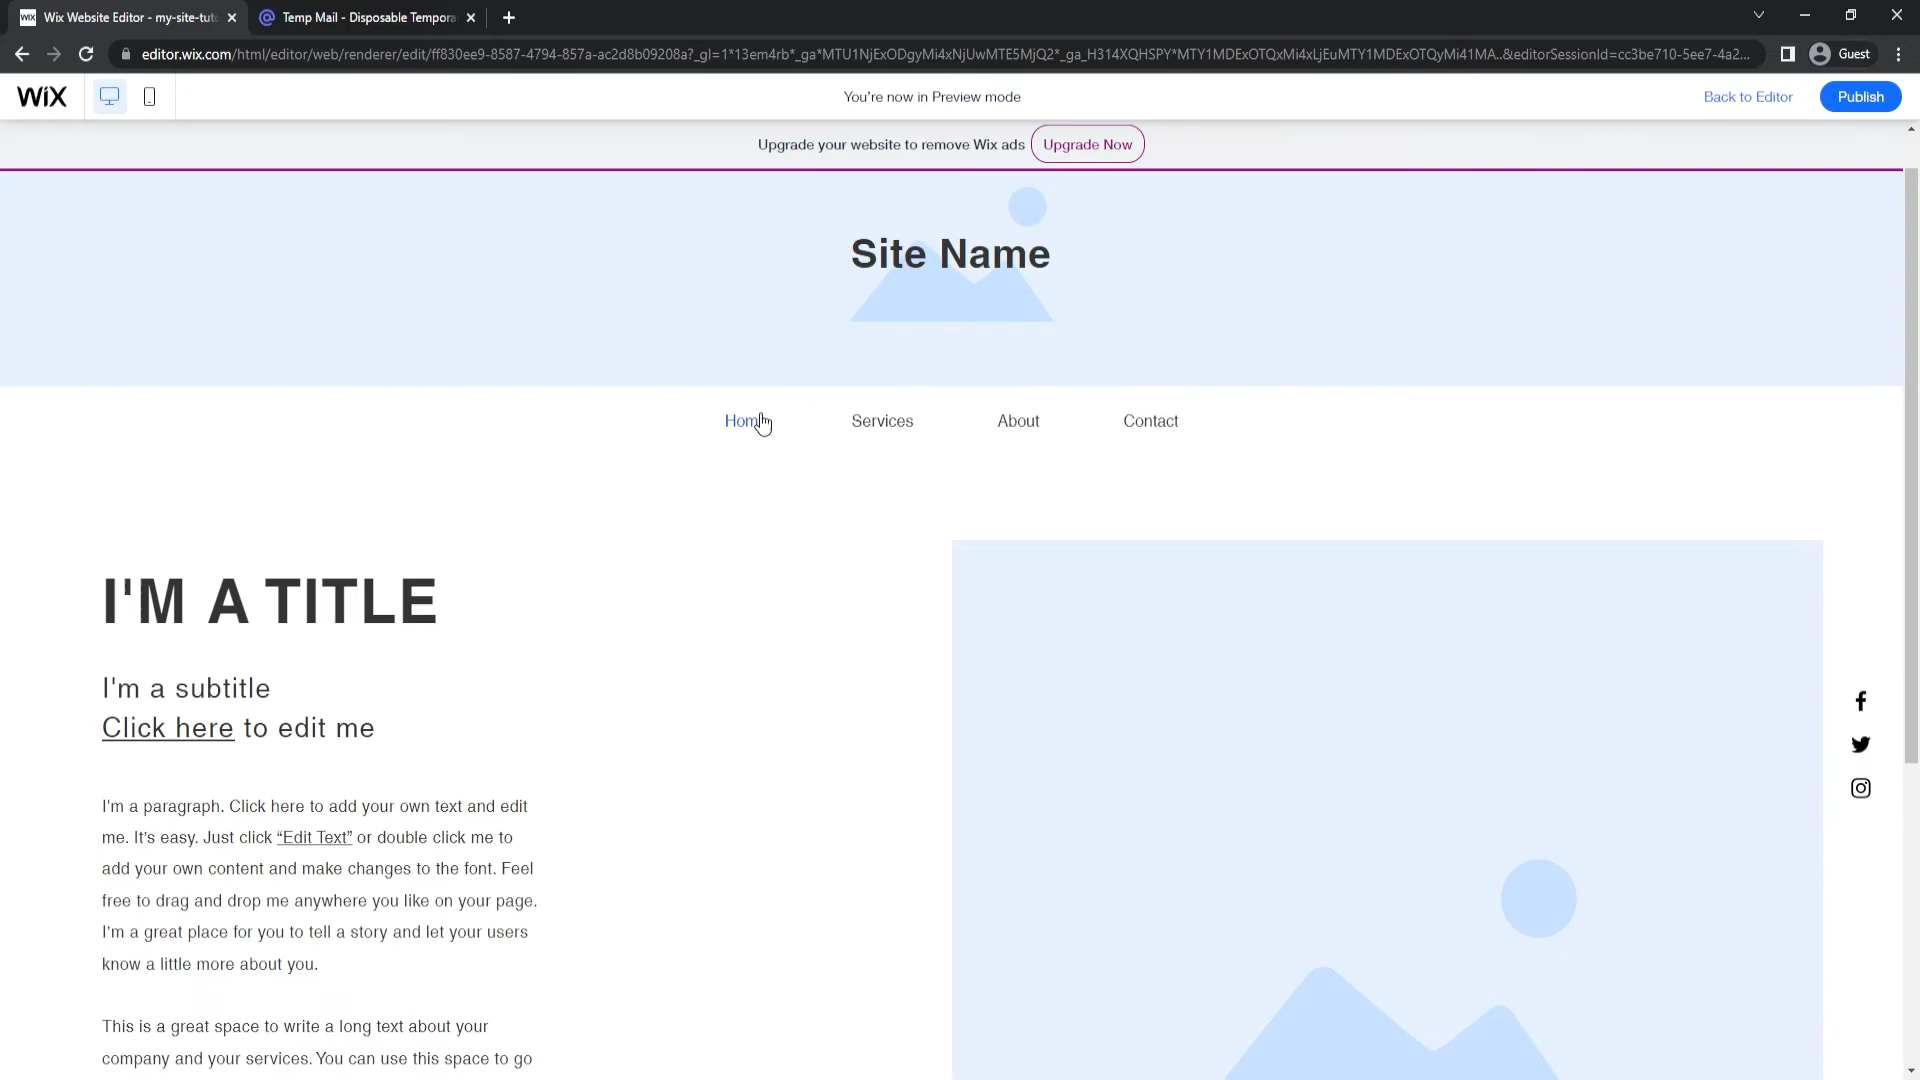 Wix Website Editor - my-site-tut
Temp Mail - Disposable Tempora
editor.wix.com/html/editor/web/renderer/edit/ff830ee9-8587-4794-857a-ac2d8b09208a?_gl=1*13em4rb*_ga*MTU1NjExODgyMi4xNjUwMTE5MjQ2*_ga_H314XQHSPY*MTY1MDExOTQxMi4xLjEuMTY1MDExOTQyMi41MA..&editorSessionId=cc3be710-5ee7-4a2...
Guest
WiX
You're now in Preview mode
Back to Editor
Publish
Upgrade your website to remove Wix ads
Upgrade Now
Site Name
Home
Services
About
Contact
I'M A TITLE
I'm a subtitle
Click here to edit me
I'm a paragraph. Click here to add your own text and edit
me. It's easy. Just click “Edit Text” or double click me to
add your own content and make changes to the font. Feel
free to drag and drop me anywhere you like on your page.
I'm a great place for you to tell a story and let your users
know a little more about you.
This is a great space to write a long text about your
company and your services. You can use this space to go